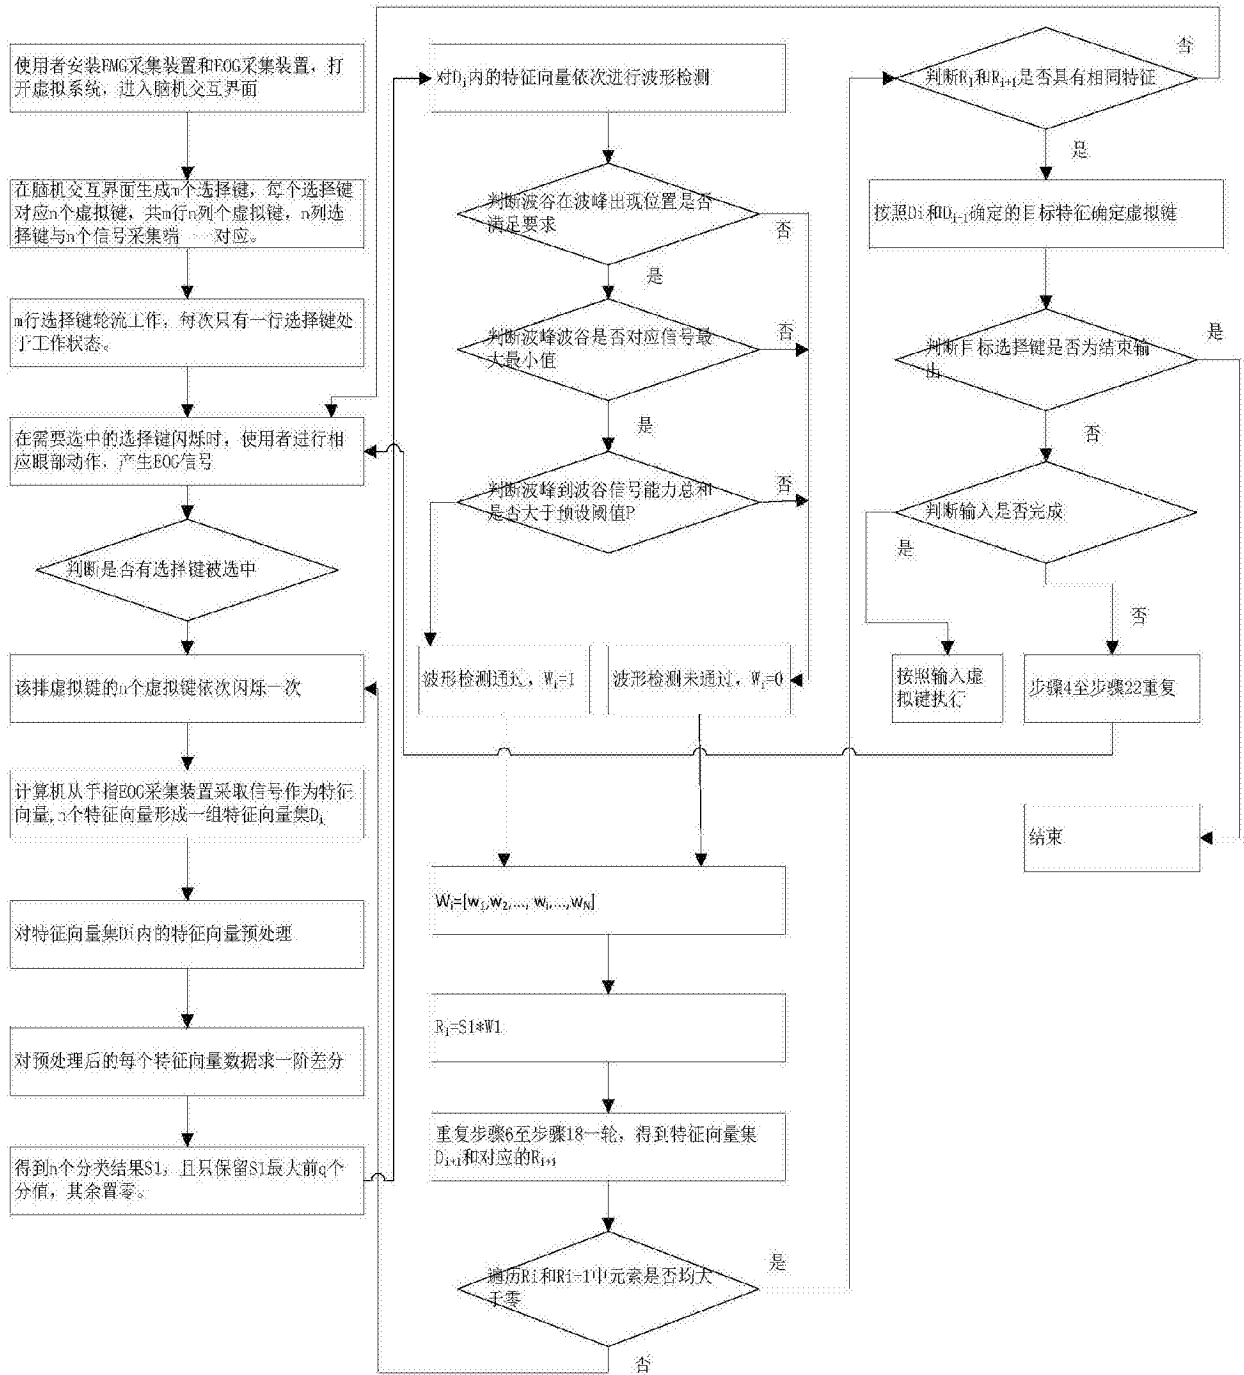 使用者安装EMG采集装置和EOG采集装置，打
开虚拟系统，进入脑机交互界面
在脑机交互界面生成m个选择键，每个选择键
对应n个虚拟键，共m行n列个虚拟键，n列选
择键与n个信号采集端一一对应。
m行选择键轮流工作，每次只有一行选择键处
于工作状态。
在需要选中的选择键闪烁时，使用者进行相
应眼部动作，产生EOG信号
判断是否有选择键被选中
该排虚拟键的n个虚拟键依次闪烁一次
计算机从手指EOG采集装置采取信号作为特征
向量,n个特征向量形成一组特征向量集Di
对特征向量集Di内的特征向量预处理
对预处理后的每个特征向量数据求一阶差分
得到n个分类结果S1，且只保留S1最大前q个
分值，其余置零。
对Di内的特征向量依次进行波形检测
判断波谷在波峰出现位置是否
满足要求
否
是
判断波峰波谷是否对应信号最
大最小值
否
是
判断波峰到波谷信号能力总和
是否大于预设阈值P
否
波形检测通过，Wi=1
波形检测未通过，Wi=0
Wi=[w1,w2,..., wi,...,wN]
Ri=S1*W1
重复步骤6至步骤18一轮，得到特征向量集
Di+1和对应的Ri+1
遍历Ri和Ri+1中元素是否均大
于零
是
否
判断Ri和Ri+1是否具有相同特征
否
是
按照Di和Di+1确定的目标特征确定虚拟键
判断目标选择键是否为结束输
出
是
否
判断输入是否完成
是
否
按照输入虚
拟键执行
步骤4至步骤22重复
结束